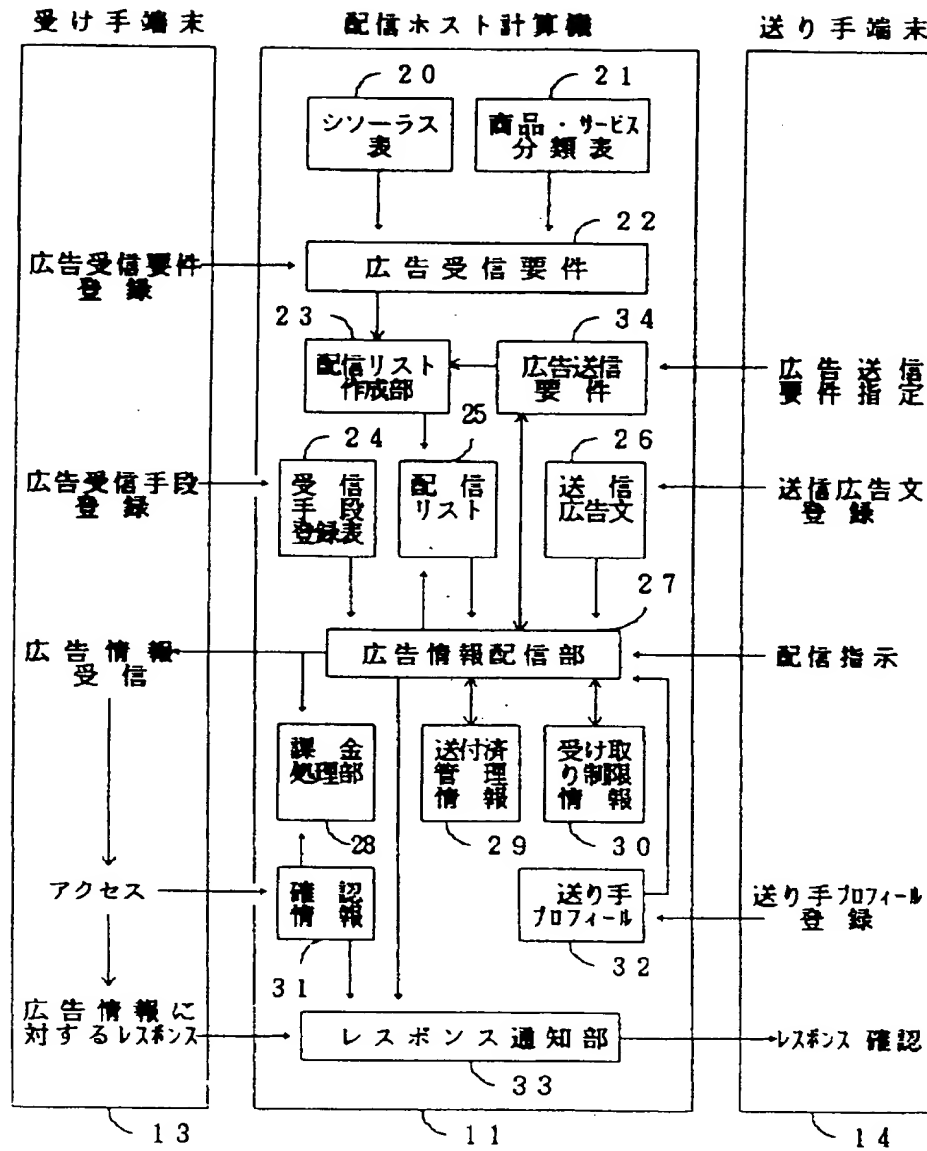 受け手端末
配信ホスト計算機
送り手端末
20
21
シソーラス
表
商品・サービス
分類表
22
広告受信要件
登録
広告受信要件
23
34
配信リスト
作成部
広告送信
要件
広告送信
要件指定
24
25
26
広告受信手段
登録
受信
手段
登録表
配信
リスト
送信
広告文
送信広告文
登録
27
広告情報
受信
広告情報配信部
配信指示
課金
処理部
送付済
管理
情報
受け取
り制限
情報
28
29
30
アクセス
確認
情報
送り手
プロフィール
送り手プロフィール
登録
31
32
広告情報に
対するレスポンス
レスポンス通知部
レスポンス確認
33
13
11
14